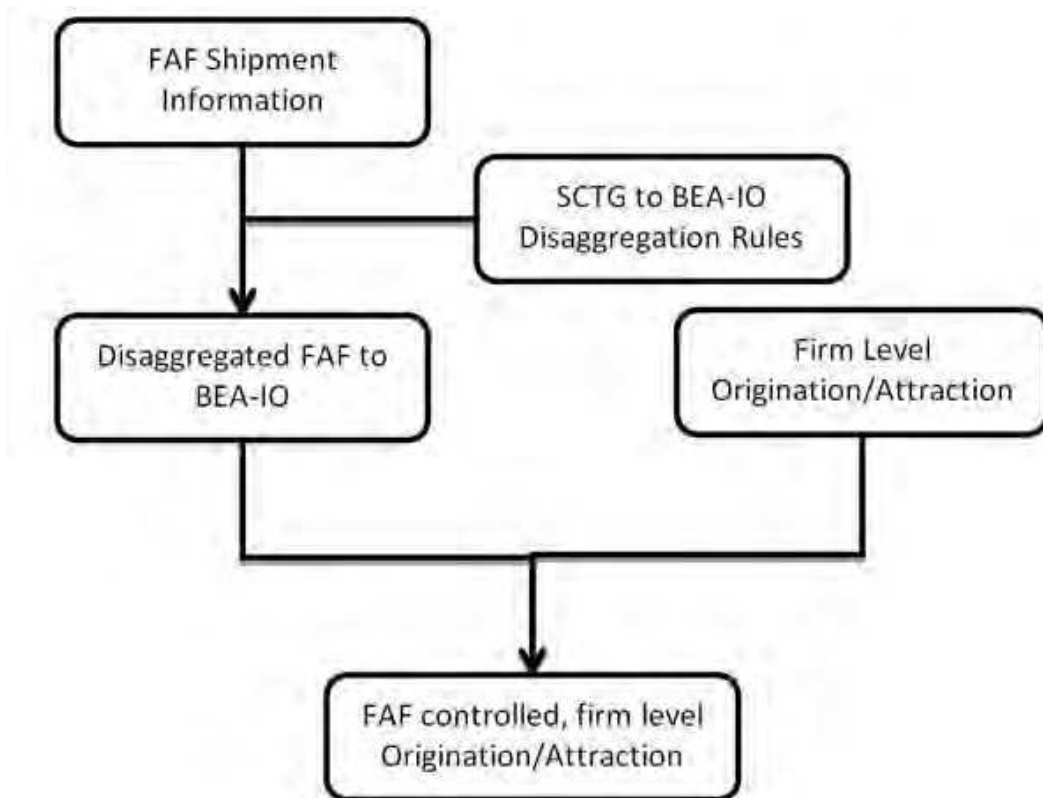 FAF Shipment
Information
SCTG to BEA-IO
Disaggregation Rules
Disaggregated FAF to
BEA-IO
Firm Level
Origination/Attraction
FAF controlled, firm level
Origination/Attraction